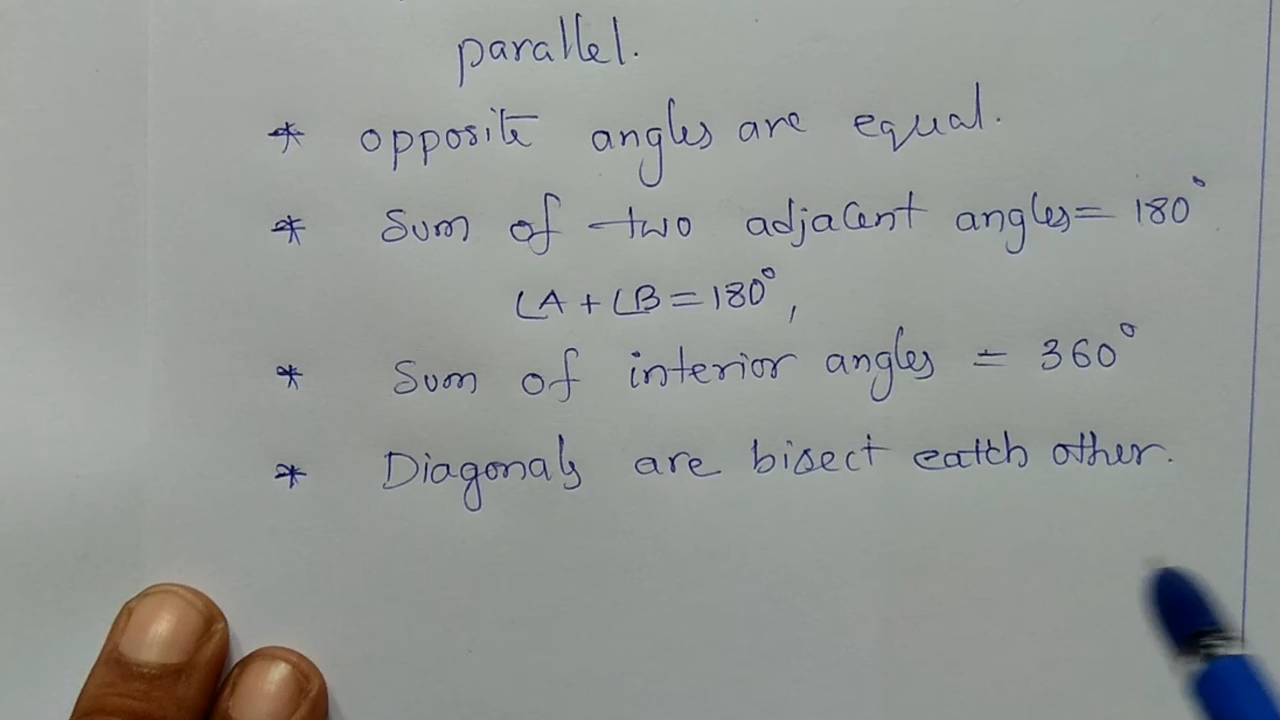 parallel.
* opposite angles are equal.
* Sum of two adjacent angles = 180°
∠A + ∠B = 180°,
* Sum of interior angles = 360°
* Diagonals are bisect eatch other.